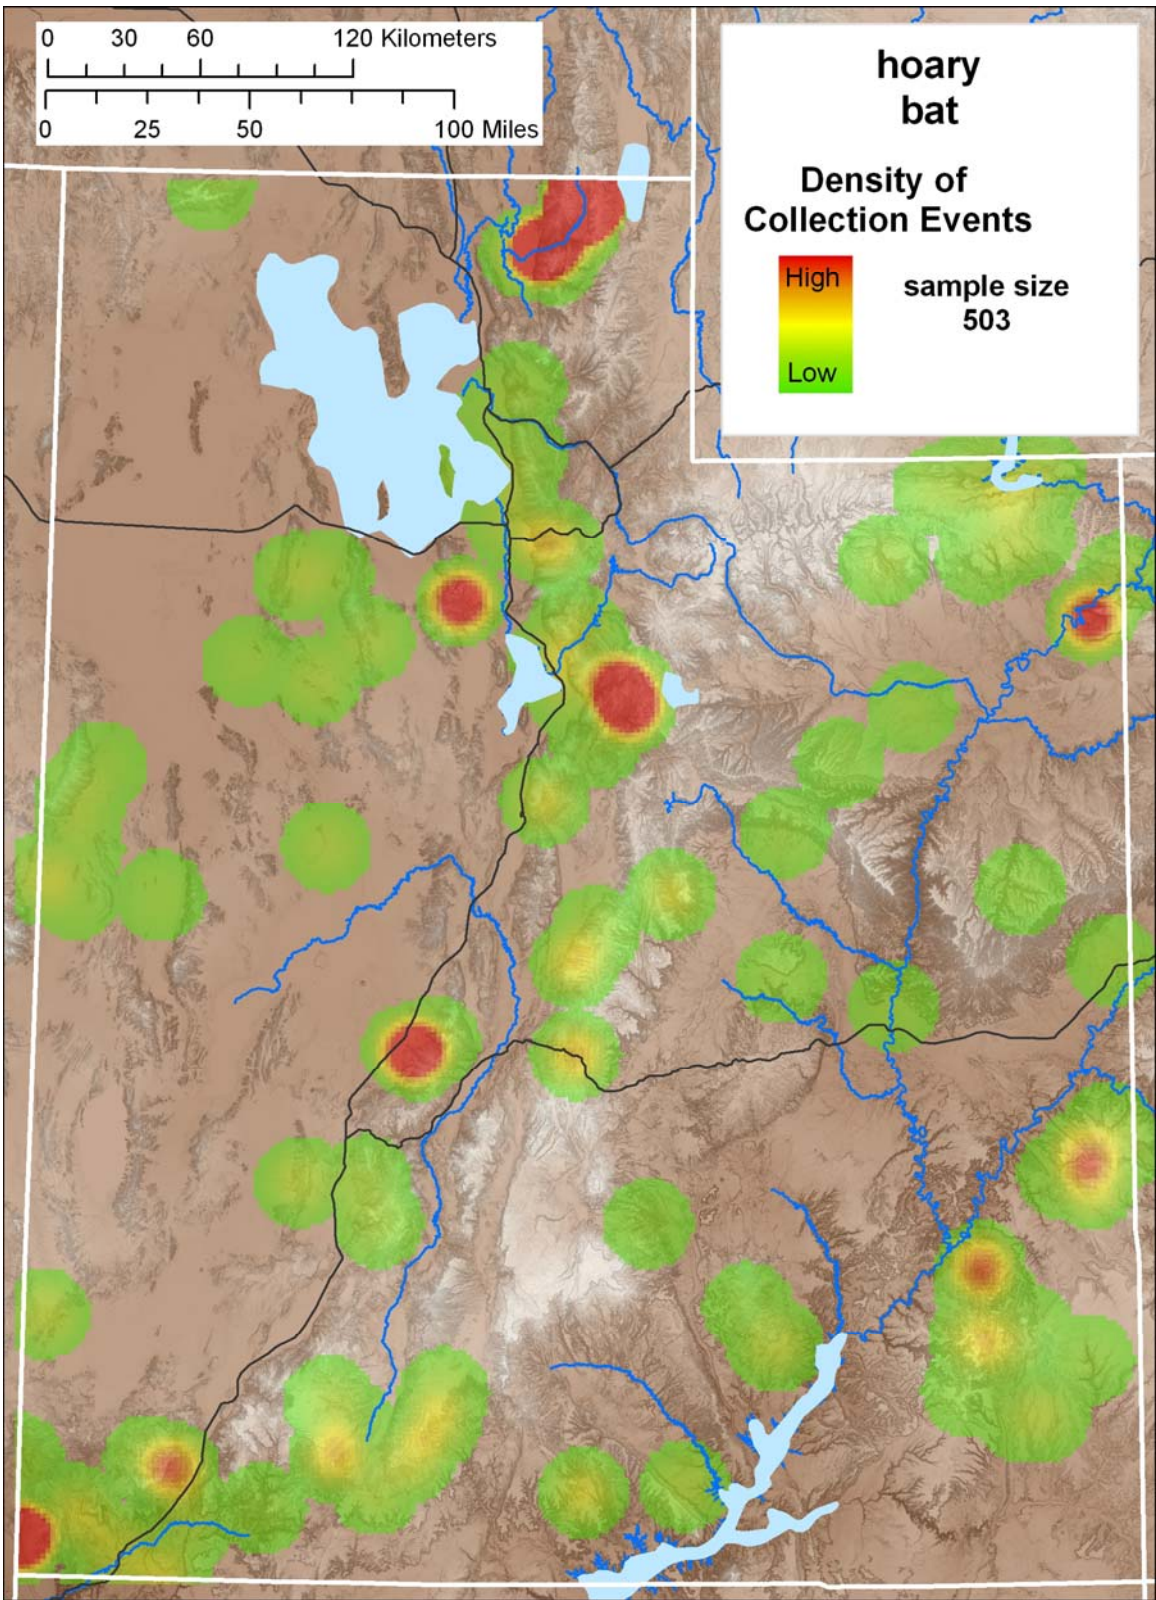 0 30 60 120 Kilometers
0 25 50 100 Miles
hoary
bat
Density of
Collection Events
High
Low
sample size
503